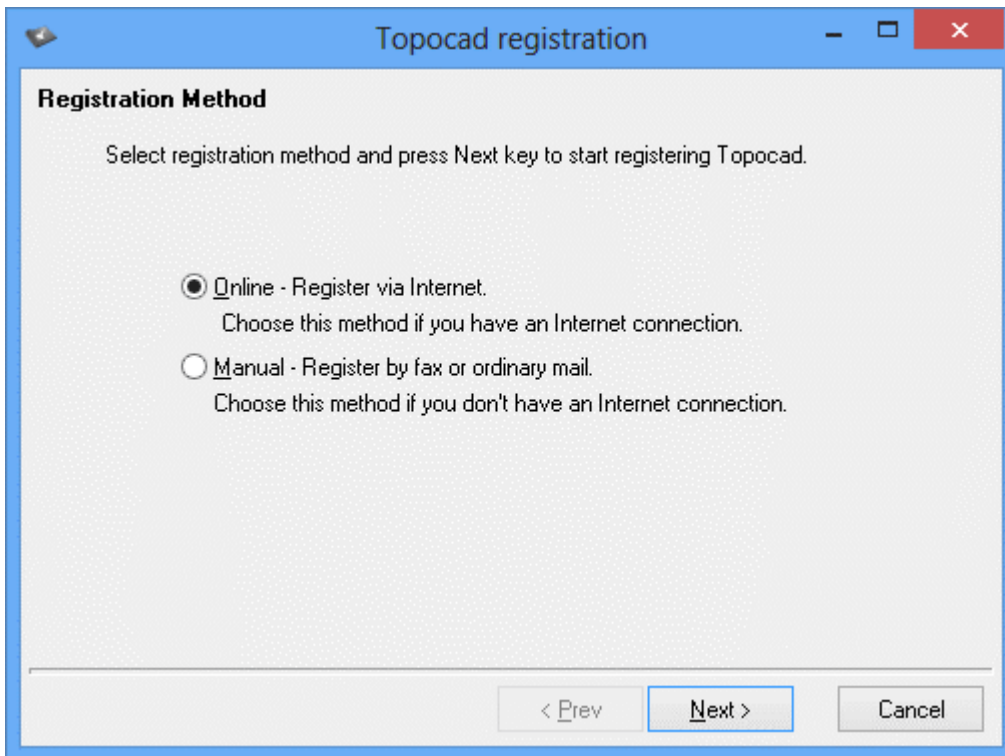 Topocad registration
Registration Method
Select registration method and press Next key to start registering Topocad.
Online - Register via Internet.
Choose this method if you have an Internet connection.
Manual - Register by fax or ordinary mail.
Choose this method if you don't have an Internet connection.
< Prev Next > Cancel